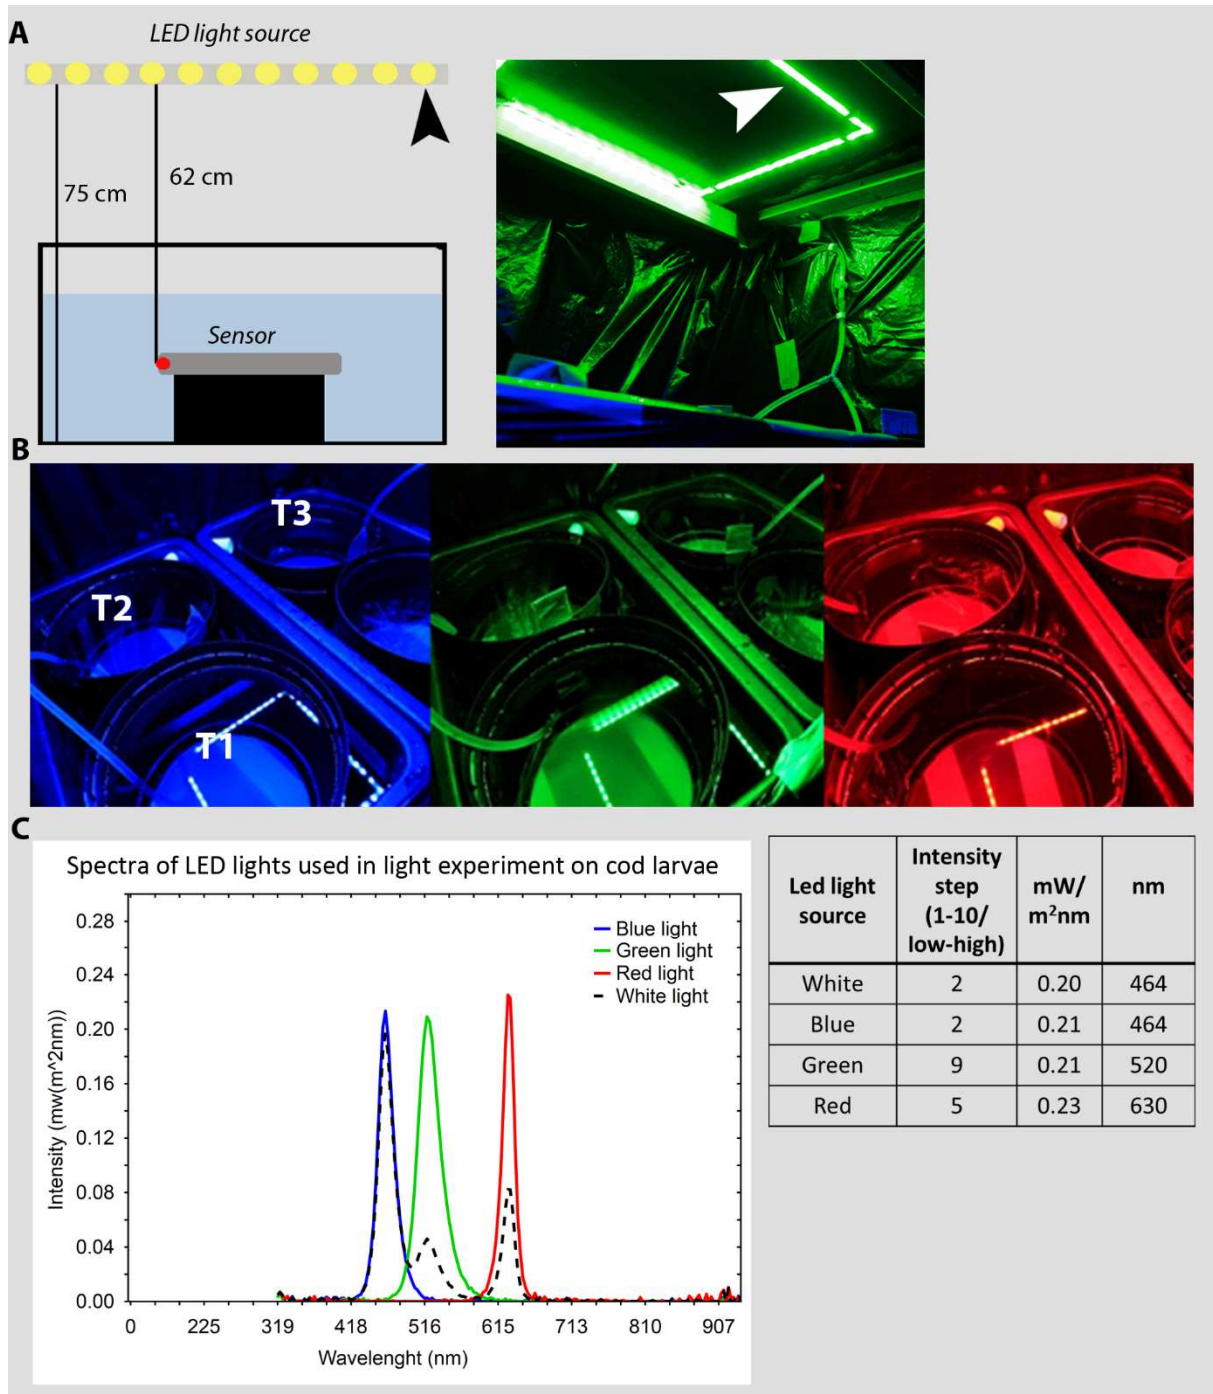 A
LED light source
75 cm
62 cm
Sensor
B
T3
T2
T1
C
Spectra of LED lights used in light experiment on cod larvae
Intensity (mw(m^2nm))
0.28
0.24
0.20
0.16
0.12
0.08
0.04
0.00
Blue light
Green light
Red light
White light
0 225 319 418 516 615 713 810 907
Wavelenght (nm)
Led light
source
Intensity
step
(1-10/
low-high)
mW/
m²nm
nm
White 2 0.20 464
Blue 2 0.21 464
Green 9 0.21 520
Red 5 0.23 630